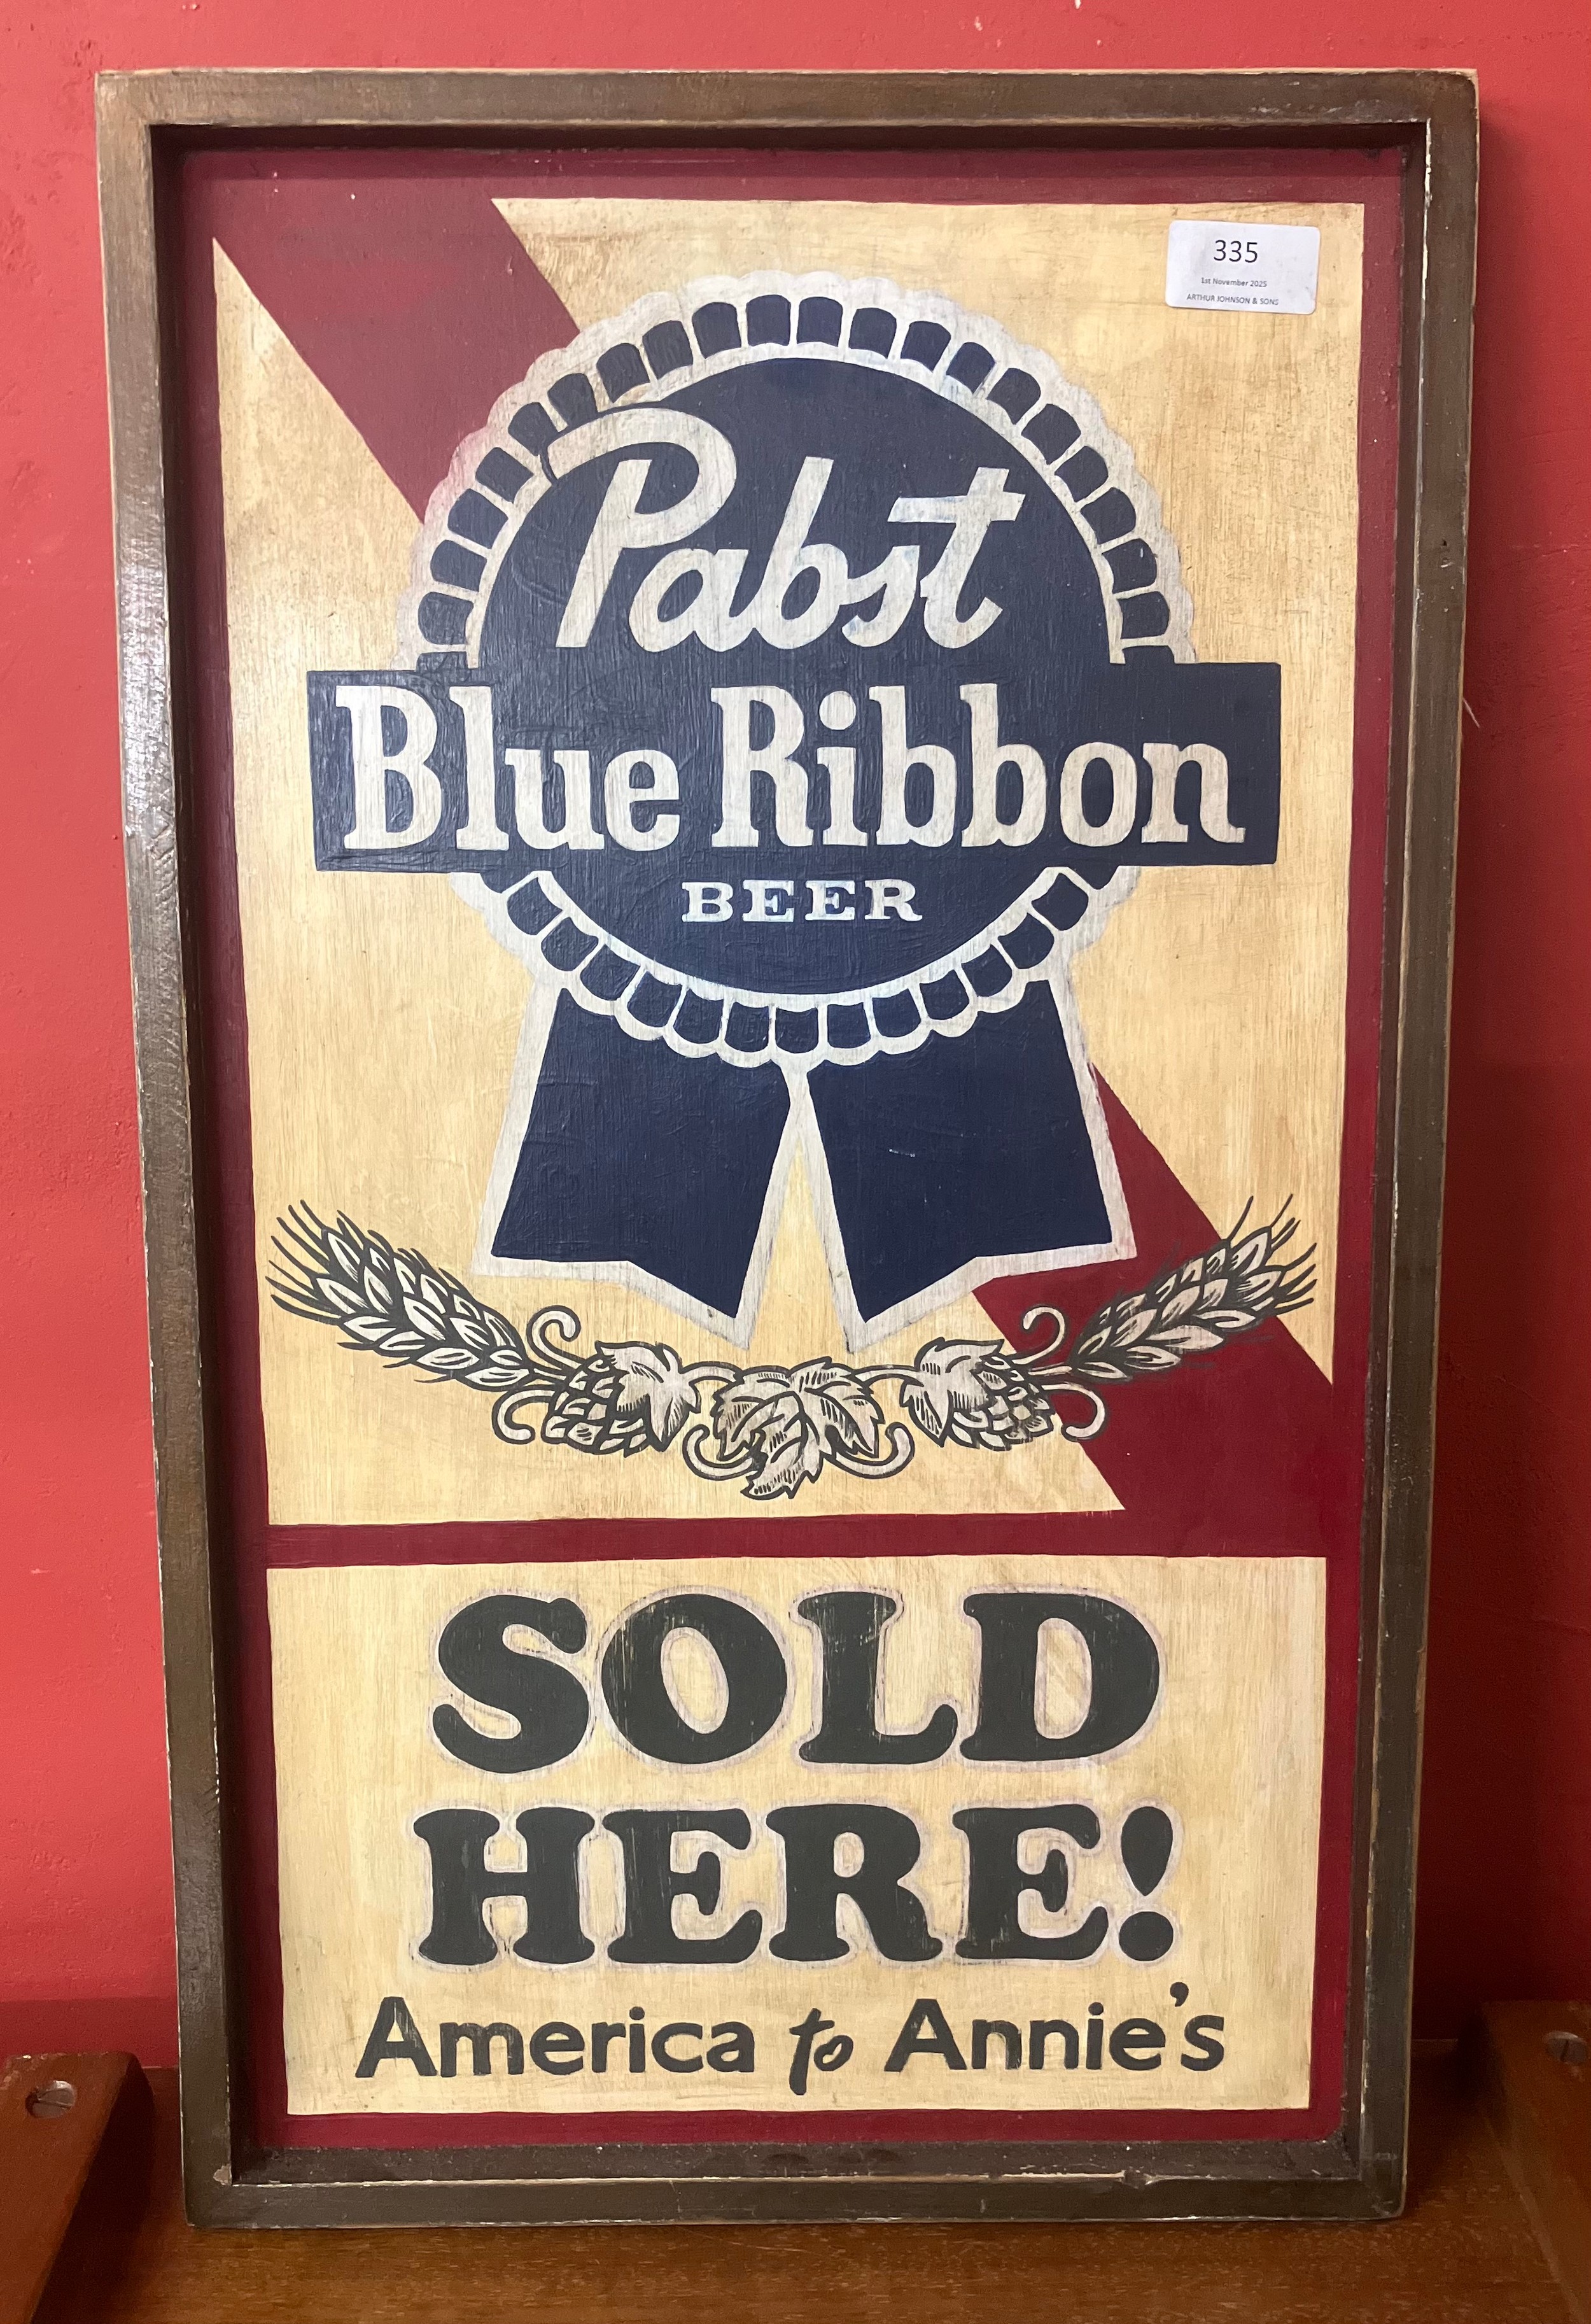 335
1st November 2025
ARTHUR JOHNSON & SONS
Pabst
Blue Ribbon
BEER
SOLD
HERE!
America to Annie's